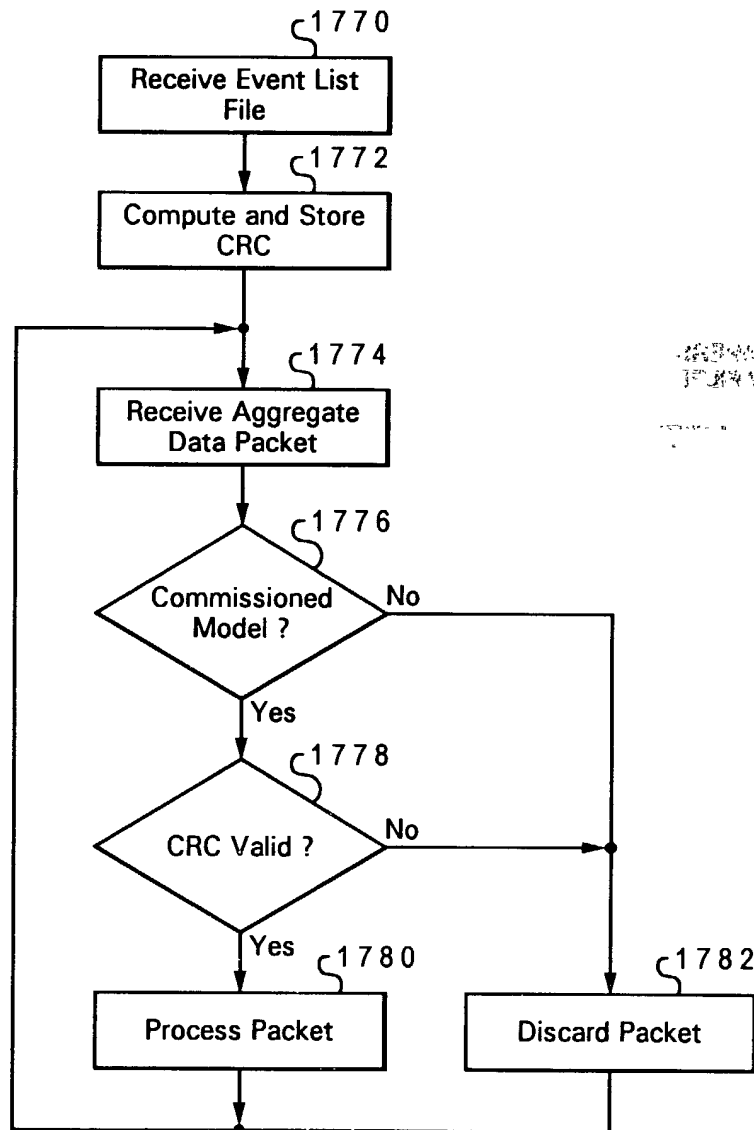 1770
Receive Event List
File
1772
Compute and Store
CRC
1774
Receive Aggregate
Data Packet
1776
Commissioned
Model ?
No
Yes
1778
CRC Valid ?
No
Yes
1780
Process Packet
1782
Discard Packet